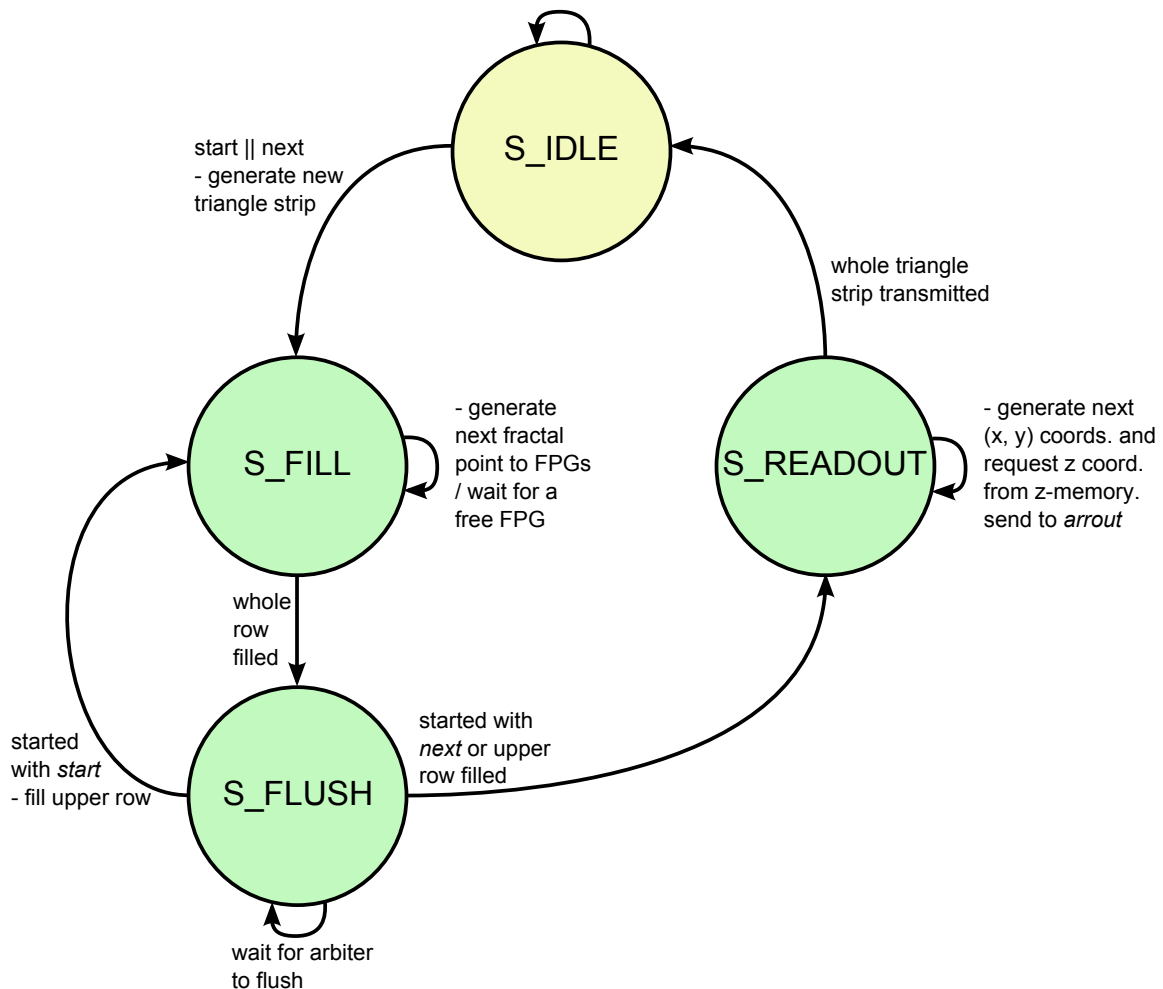 S_IDLE
start || next
- generate new
triangle strip
whole triangle
strip transmitted
S_FILL
- generate
next fractal
point to FPGs
/ wait for a
free FPG
S_READOUT
- generate next
(x, y) coords. and
request z coord.
from z-memory.
send to arrout
whole
row
filled
started
with start
- fill upper row
S_FLUSH
started with
next or upper
row filled
wait for arbiter
to flush